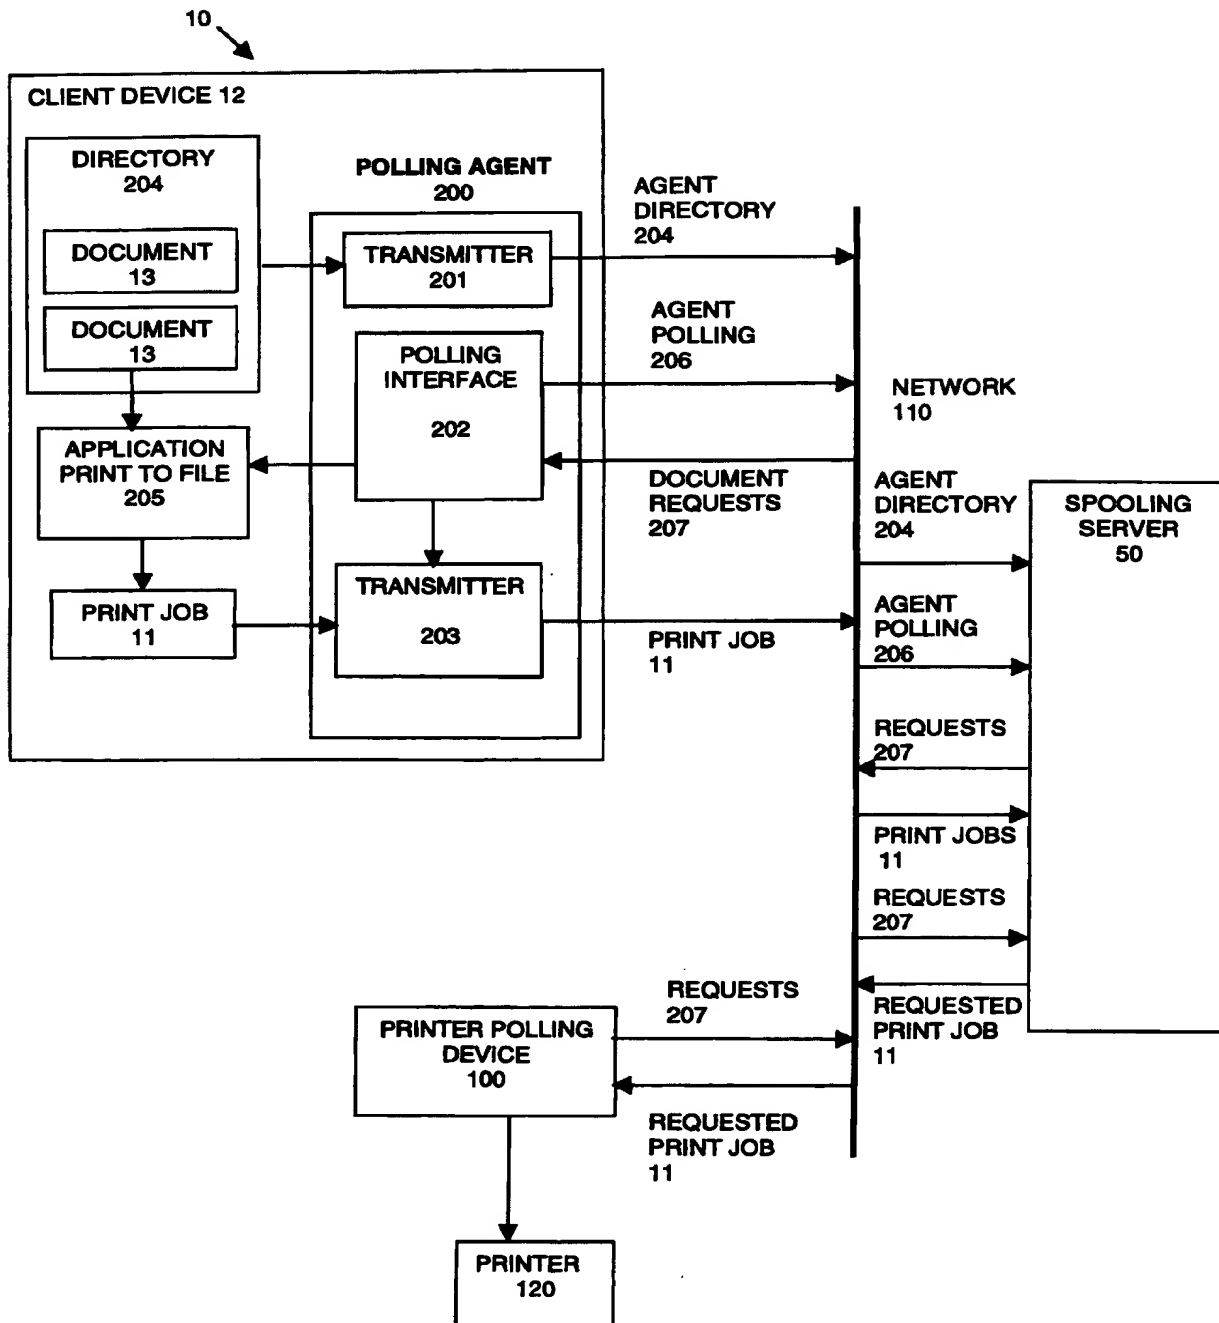 10
CLIENT DEVICE 12
DIRECTORY
204
DOCUMENT
13
DOCUMENT
13
APPLICATION
PRINT TO FILE
205
PRINT JOB
11
POLLING AGENT
200
TRANSMITTER
201
POLLING
INTERFACE
202
TRANSMITTER
203
AGENT
DIRECTORY
204
AGENT
POLLING
206
DOCUMENT
REQUESTS
207
PRINT JOB
11
NETWORK
110
AGENT
DIRECTORY
204
AGENT
POLLING
206
REQUESTS
207
PRINT JOBS
11
REQUESTS
207
REQUESTED
PRINT JOB
11
SPOOLING
SERVER
50
REQUESTS
207
PRINTER POLLING
DEVICE
100
REQUESTED
PRINT JOB
11
PRINTER
120